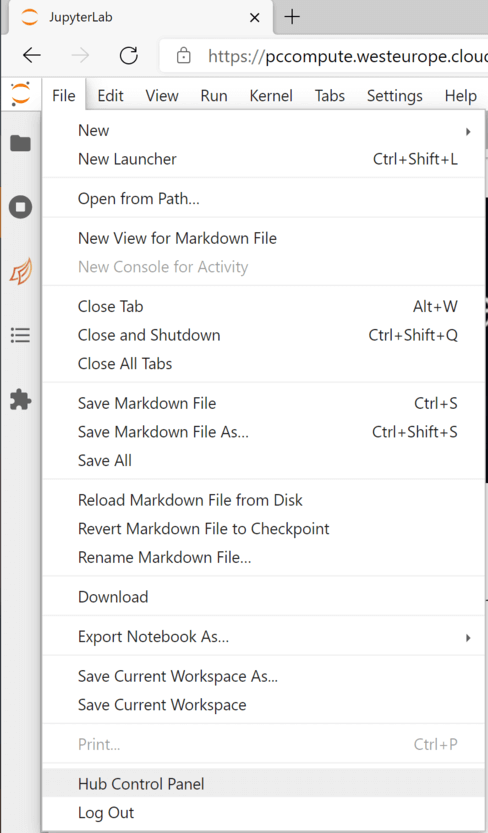 JupyterLab
https://pccompute.westeurope.cloud
File Edit View Run Kernel Tabs Settings Help
New
New Launcher Ctrl+Shift+L
Open from Path...
New View for Markdown File
New Console for Activity
Close Tab Alt+W
Close and Shutdown Ctrl+Shift+Q
Close All Tabs
Save Markdown File Ctrl+S
Save Markdown File As... Ctrl+Shift+S
Save All
Reload Markdown File from Disk
Revert Markdown File to Checkpoint
Rename Markdown File...
Download
Export Notebook As...
Save Current Workspace As...
Save Current Workspace
Print... Ctrl+P
Hub Control Panel
Log Out